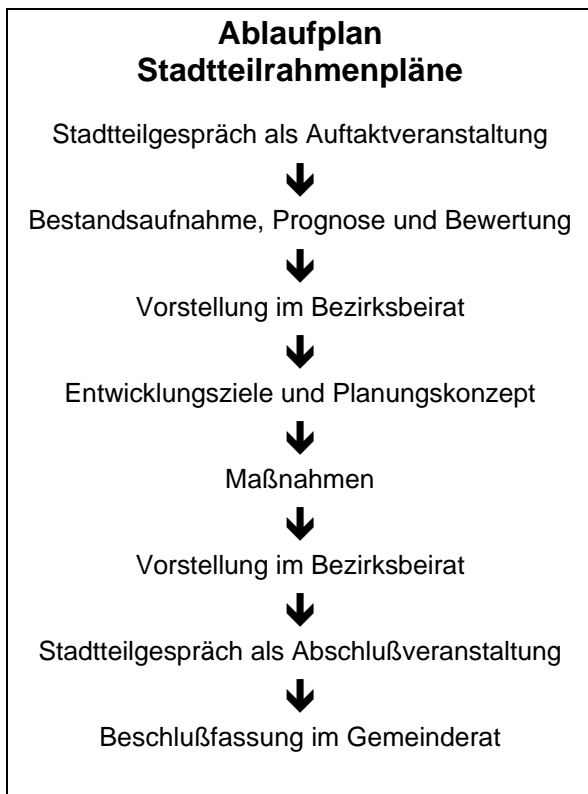 Ablaufplan
Stadtteilrahmenpläne
Stadtteilgespräch als Auftaktveranstaltung
Bestandsaufnahme, Prognose und Bewertung
Vorstellung im Bezirksbeirat
Entwicklungsziele und Planungskonzept
Maßnahmen
Vorstellung im Bezirksbeirat
Stadtteilgespräch als Abschlußveranstaltung
Beschlußfassung im Gemeinderat